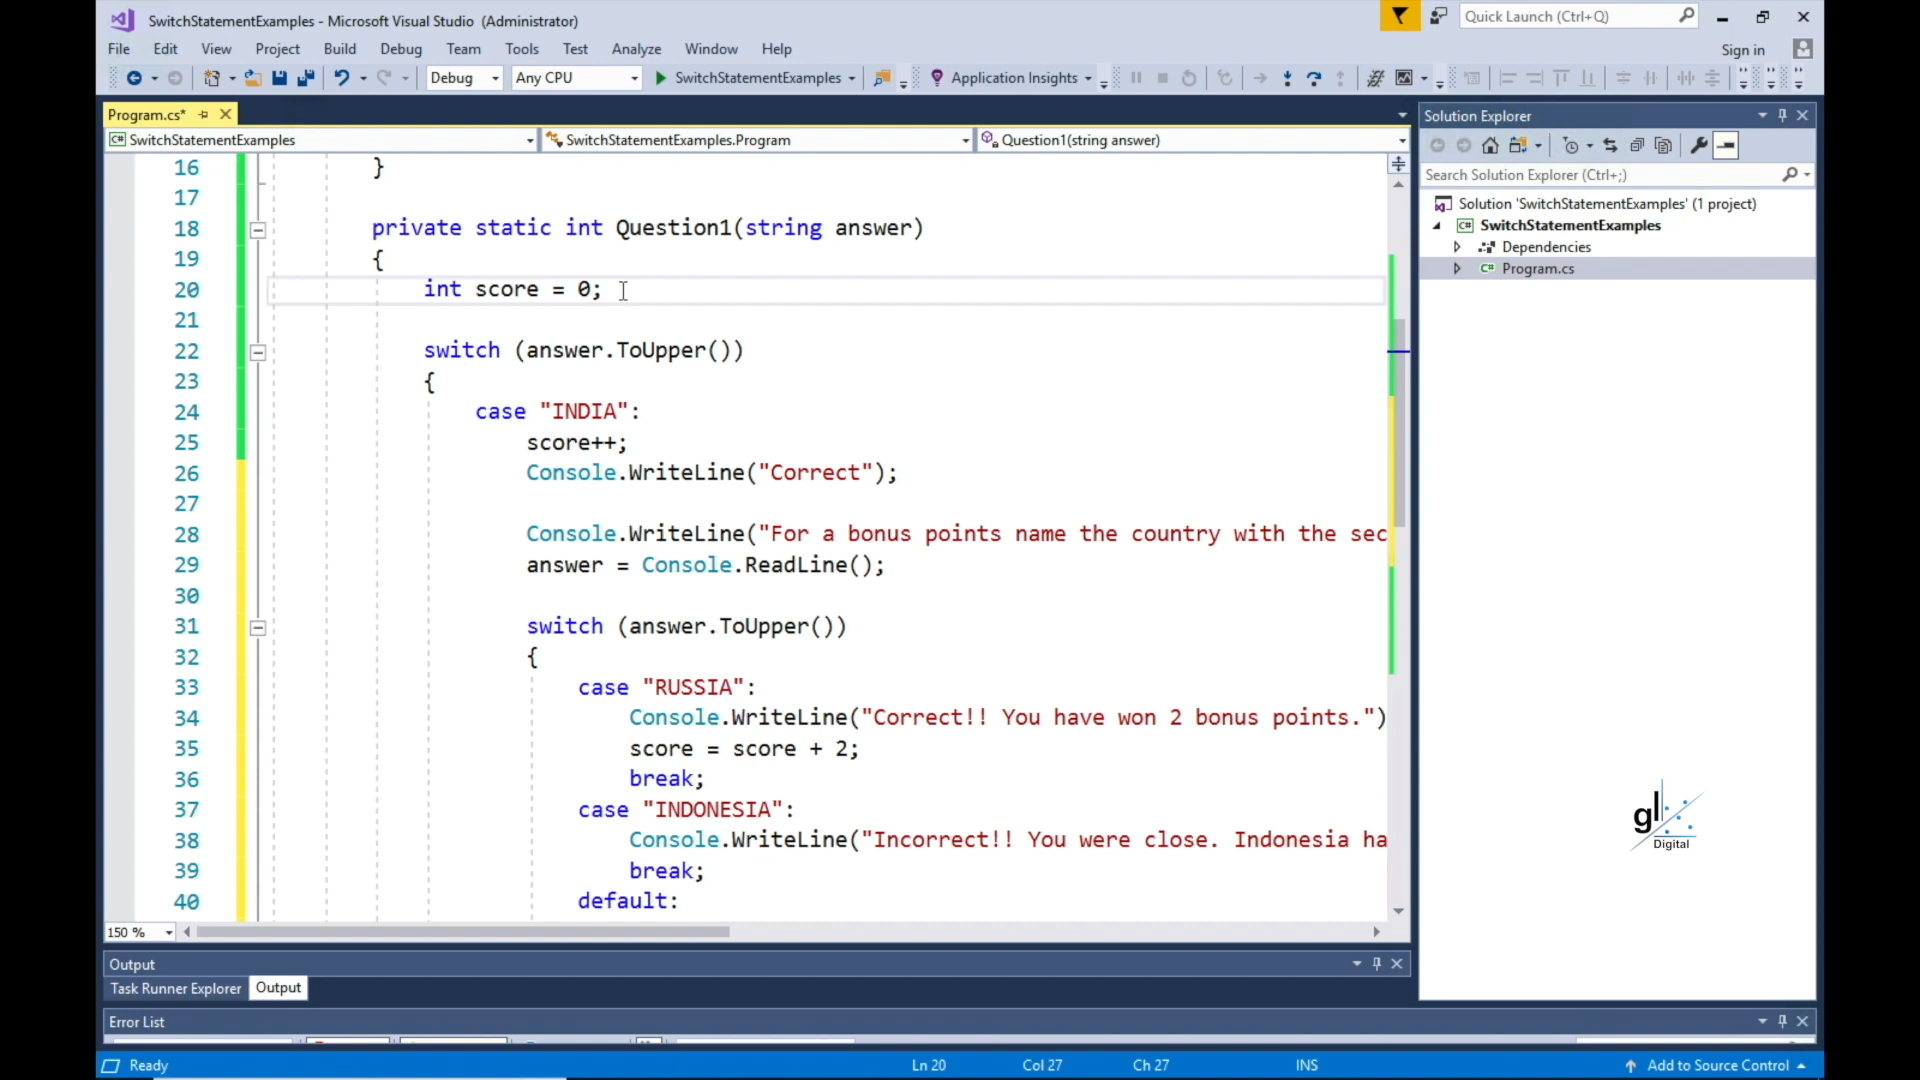 SwitchStatementExamples - Microsoft Visual Studio (Administrator)
Quick Launch (Ctrl+Q)
File Edit View Project Build Debug Team Tools Test Analyze Window Help
Sign in
Debug Any CPU SwitchStatementExamples Application Insights
Program.cs*
Solution Explorer
C# SwitchStatementExamples SwitchStatementExamples.Program Question1(string answer)
Search Solution Explorer (Ctrl+;)
Solution 'SwitchStatementExamples' (1 project)
C# SwitchStatementExamples
Dependencies
C# Program.cs
16 }
17
18 private static int Question1(string answer)
19 {
20 int score = 0;
21
22 switch (answer.ToUpper())
23 {
24 case "INDIA":
25 score++;
26 Console.WriteLine("Correct");
27
28 Console.WriteLine("For a bonus points name the country with the sec
29 answer = Console.ReadLine();
30
31 switch (answer.ToUpper())
32 {
33 case "RUSSIA":
34 Console.WriteLine("Correct!! You have won 2 bonus points.")
35 score = score + 2;
36 break;
37 case "INDONESIA":
38 Console.WriteLine("Incorrect!! You were close. Indonesia ha
39 break;
40 default:
gl
Digital
150 %
Output
Task Runner Explorer Output
Error List
Ready Ln 20 Col 27 Ch 27 INS Add to Source Control